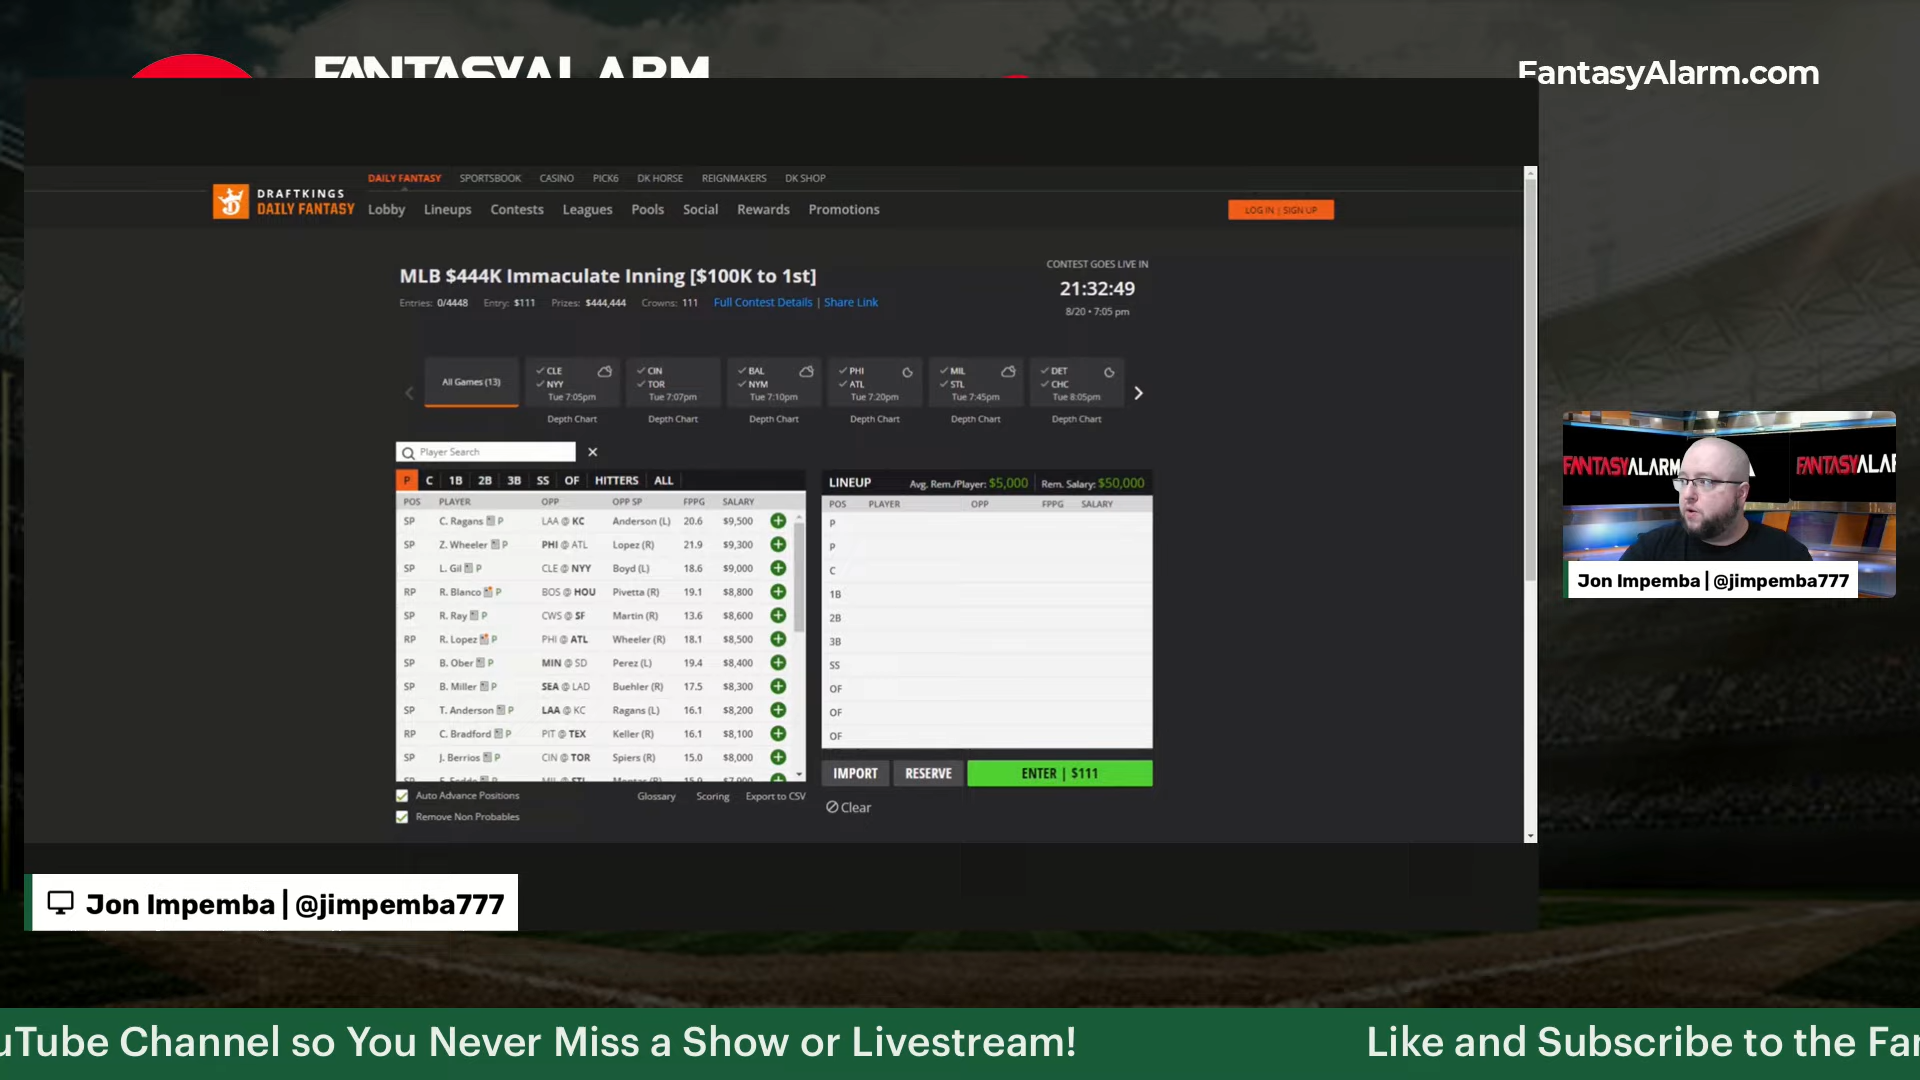 FANTASYALARM
FantasyAlarm.com
DAILY FANTASY SPORTSBOOK CASINO PICK6 DK HORSE REIGNMAKERS DK SHOP
DRAFTKINGS
DAILY FANTASY
Lobby Lineups Contests Leagues Pools Social Rewards Promotions
LOG IN | SIGN UP
MLB $444K Immaculate Inning [$100K to 1st]
Entries: 0/4448 Entry: $111 Prizes: $444,444 Crowns: 111 Full Contest Details | Share Link
CONTEST GOES LIVE IN
21:32:49
8/20 • 7:05 pm
All Games (13)
CLE
NYY
Tue 7:05pm
Depth Chart
CIN
TOR
Tue 7:07pm
Depth Chart
BAL
NYM
Tue 7:10pm
Depth Chart
PHI
ATL
Tue 7:20pm
Depth Chart
MIL
STL
Tue 7:45pm
Depth Chart
DET
CHC
Tue 8:05pm
Depth Chart
Player Search
P C 1B 2B 3B SS OF HITTERS ALL
POS PLAYER OPP OPP SP FPPG SALARY
SP C. Ragans P LAA @ KC Anderson (L) 20.6 $9,500
SP Z. Wheeler P PHI @ ATL Lopez (R) 21.9 $9,300
SP L. Gil P CLE @ NYY Boyd (L) 18.6 $9,000
RP R. Blanco P BOS @ HOU Pivetta (R) 19.1 $8,800
SP R. Ray P CWS @ SF Martin (R) 13.6 $8,600
RP R. Lopez P PHI @ ATL Wheeler (R) 18.1 $8,500
SP B. Ober P MIN @ SD Perez (L) 19.4 $8,400
SP B. Miller P SEA @ LAD Buehler (R) 17.5 $8,300
SP T. Anderson P LAA @ KC Ragans (L) 16.1 $8,200
RP C. Bradford P PIT @ TEX Keller (R) 16.1 $8,100
SP J. Berrios P CIN @ TOR Spiers (R) 15.0 $8,000
Auto Advance Positions
Remove Non Probables
Glossary Scoring Export to CSV
LINEUP Avg. Rem./Player: $5,000 Rem. Salary: $50,000
POS PLAYER OPP FPPG SALARY
P
P
C
1B
2B
3B
SS
OF
OF
OF
IMPORT RESERVE ENTER | $111
Clear
FANTASYALARM
FANTASYALAR
Jon Impemba | @jimpemba777
Jon Impemba | @jimpemba777
uTube Channel so You Never Miss a Show or Livestream! Like and Subscribe to the Fan